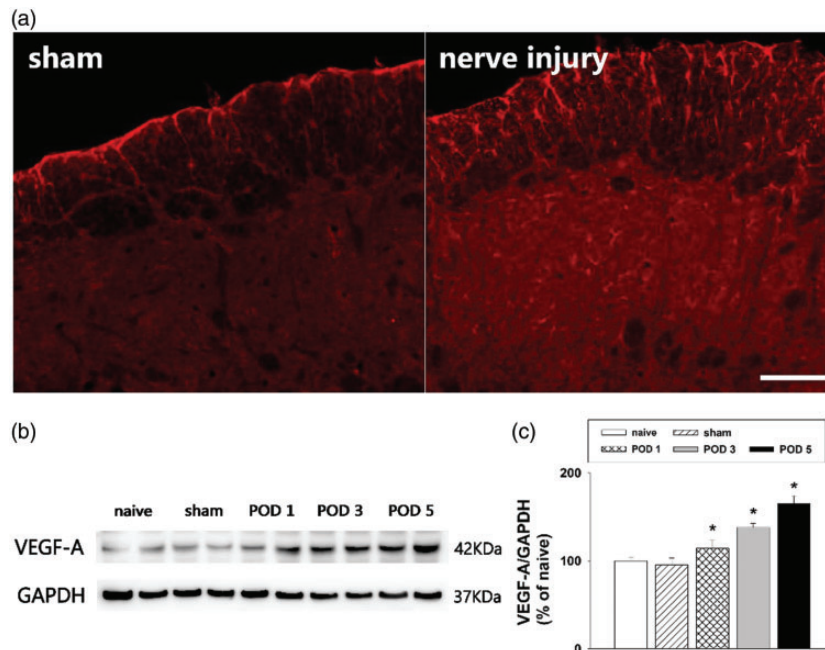 (a)
sham
nerve injury
(b)
naive sham POD 1 POD 3 POD 5
VEGF-A 42KDa
GAPDH 37KDa
(c)
naive sham
POD 1 POD 3 POD 5
VEGF-A/GAPDH
(% of naive)
200
100
0
* * *